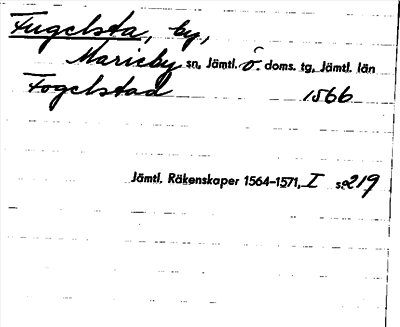 Fugelsta, by,
Marieby sn, Jämtl. Ö. doms. tg, Jämtl. län
Fogelstad 1566
Jämtl. Räkenskaper 1564–1571, I s. 219